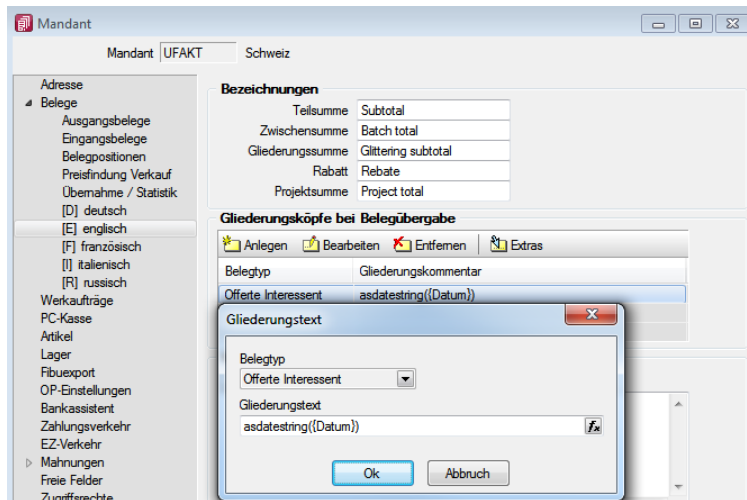 Mandant
Mandant UFAKT Schweiz
Adresse
Belege
Ausgangsbelege
Eingangsbelege
Belegpositionen
Preisfindung Verkauf
Übernahme / Statistik
[D] deutsch
[E] englisch
[F] französisch
[I] italienisch
[R] russisch
Werkaufträge
PC-Kasse
Artikel
Lager
Fibuexport
OP-Einstellungen
Bankassistent
Zahlungsverkehr
EZ-Verkehr
Mahnungen
Freie Felder
Zugriffsrechte
Bezeichnungen
Teilsumme Subtotal
Zwischensumme Batch total
Gliederungssumme Glittering subtotal
Rabatt Rebate
Projektsumme Project total
Gliederungsköpfe bei Belegübergabe
Anlegen Bearbeiten Entfernen Extras
Belegtyp Gliederungskommentar
Offerte Interessent asdatestring({Datum})
Gliederungstext
Belegtyp
Offerte Interessent
Gliederungstext
asdatestring({Datum}) fx
Ok Abbruch